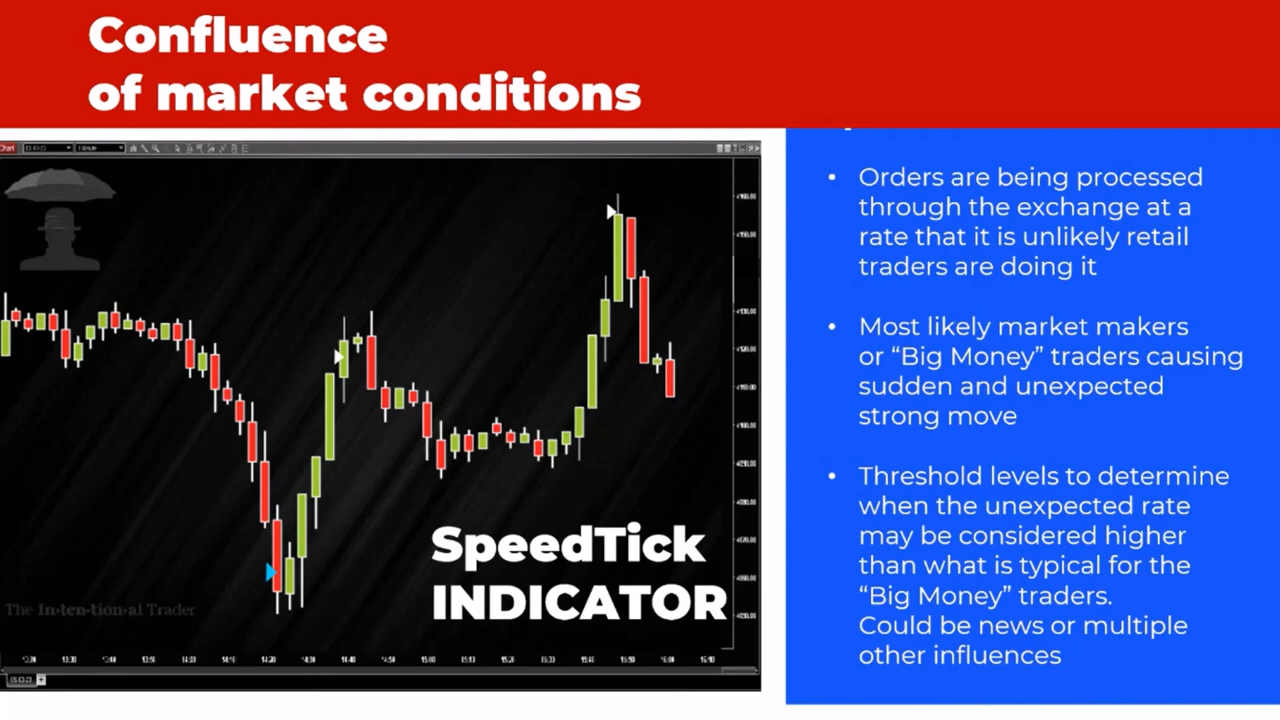 Confluence
of market conditions
Chart
• Orders are being processed
through the exchange at a
rate that it is unlikely retail
traders are doing it
• Most likely market makers
or “Big Money” traders causing
sudden and unexpected
strong move
• Threshold levels to determine
when the unexpected rate
may be considered higher
than what is typical for the
“Big Money” traders.
Could be news or multiple
other influences
SpeedTick
INDICATOR
The In·ten·tion·al Trader